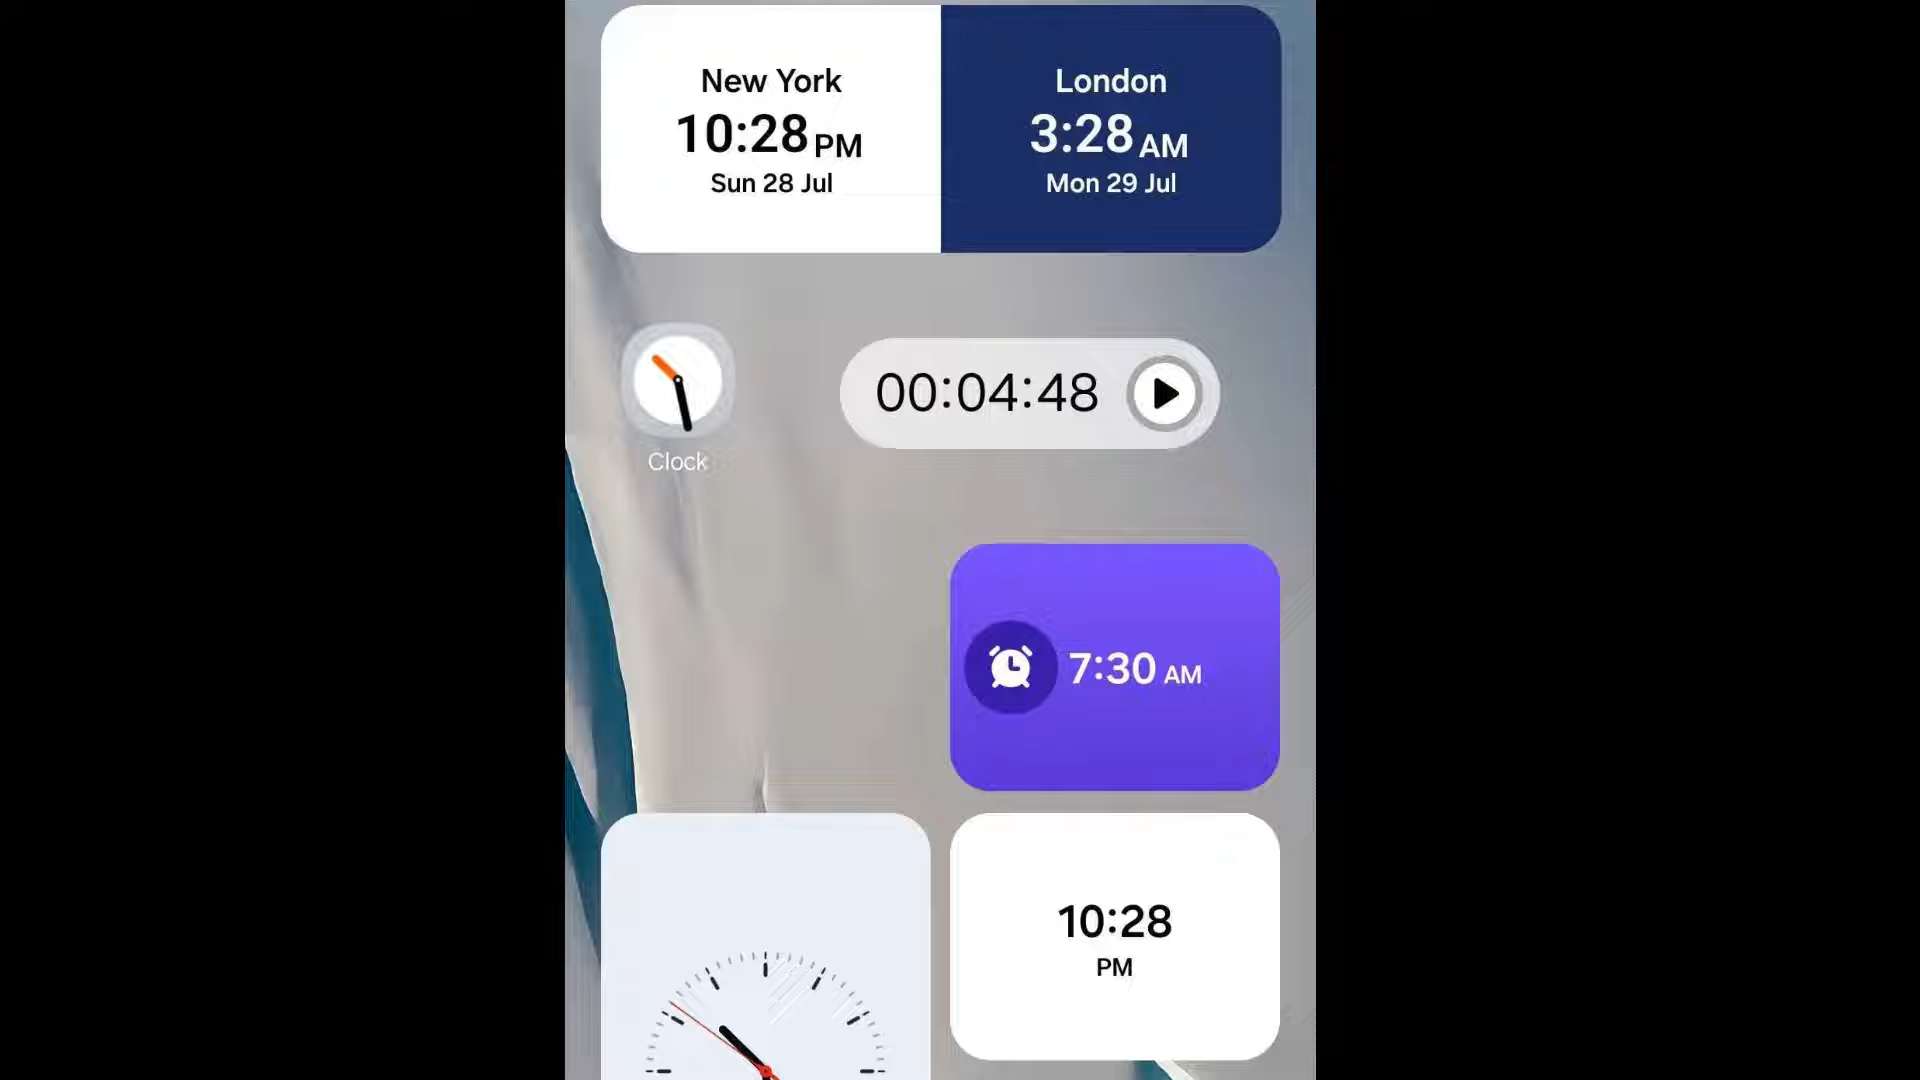 New York
10:28 PM
Sun 28 Jul
London
3:28 AM
Mon 29 Jul
Clock
00:04:48
7:30 AM
10:28
PM